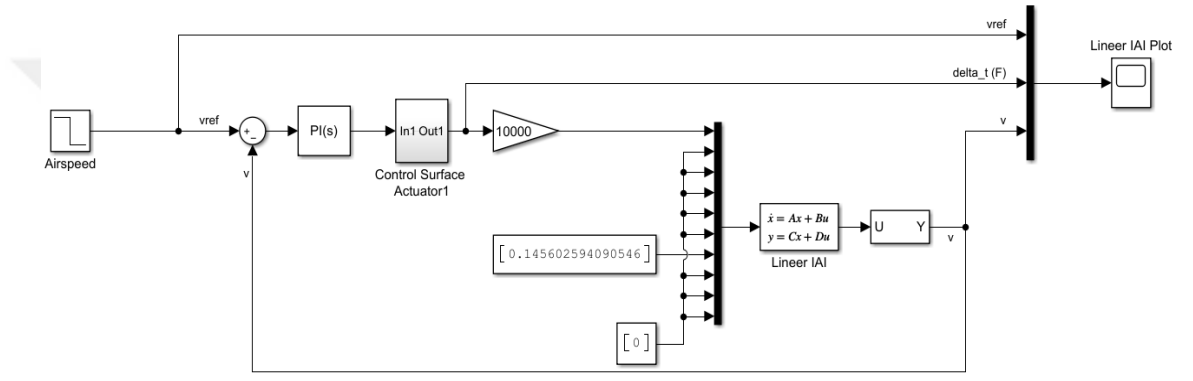 vref
delta_t (F)
v
Lineer IAI Plot
vref
+
-
v
PI(s)
In1 Out1
10000
Airspeed
Control Surface
Actuator1
[0.145602594090546]
[0]
ẋ = Ax + Bu
y = Cx + Du
Lineer IAI
U Y
v